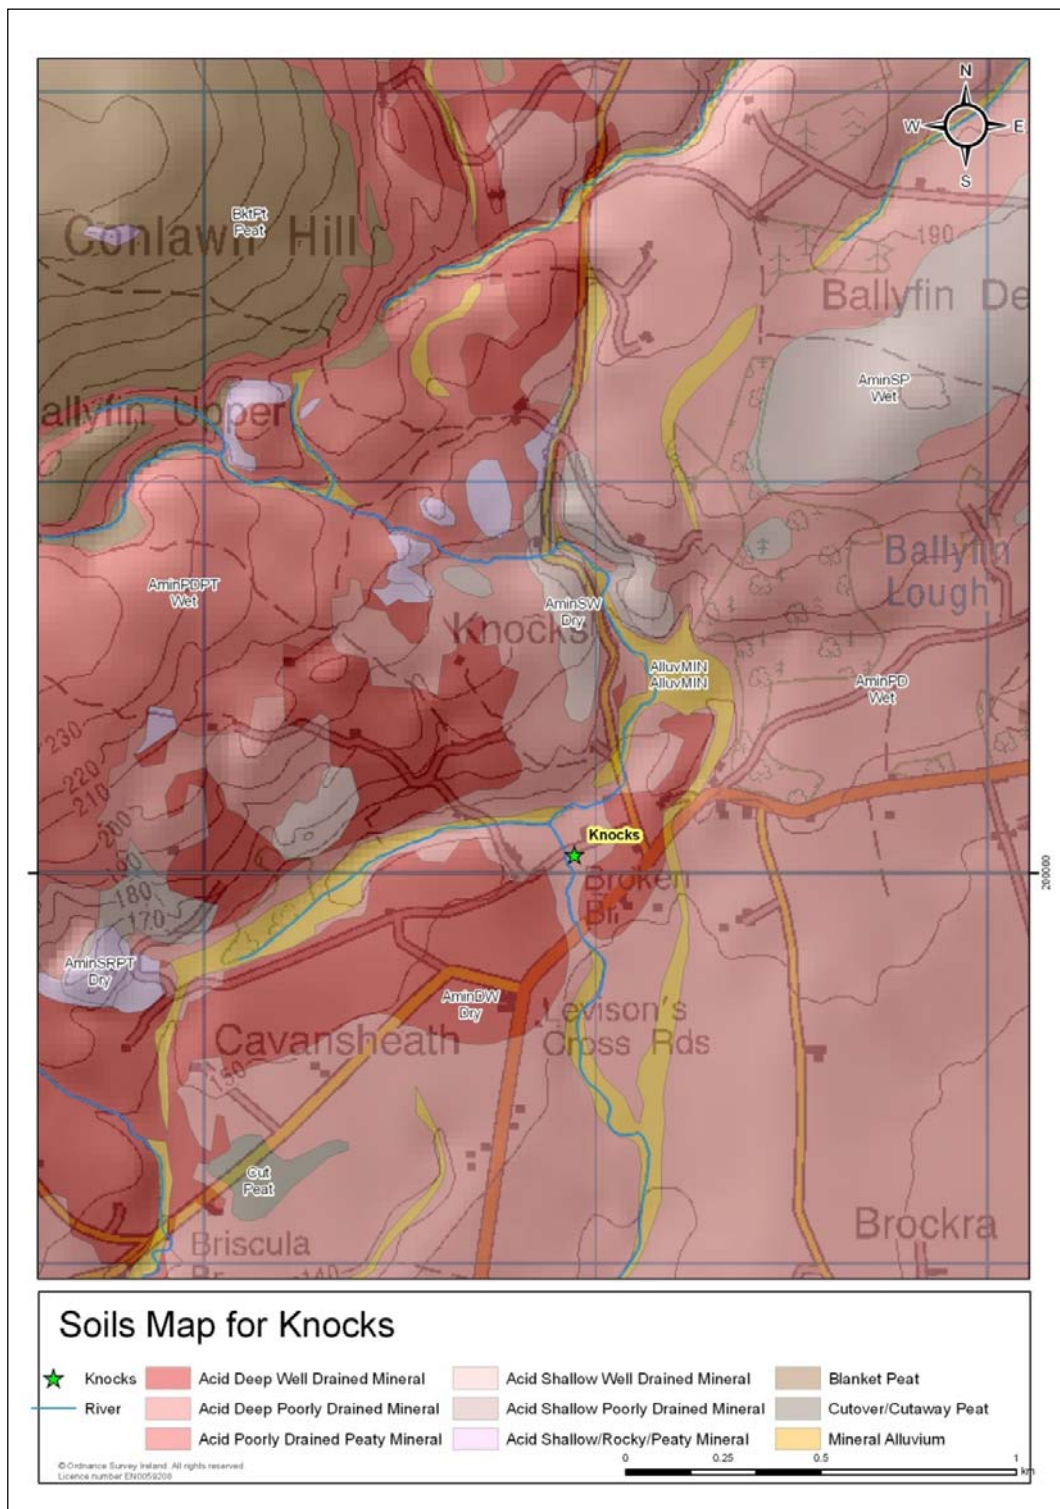 N
W E
S
190
BktPt
Peat
Conlawn Hill
Ballyfin De
AminSP
Wet
allyfin Upper
Ballyfin
Lough
AminPDPT
Wet
AminSW
Dry
Knocks
AlluvMIN
AlluvMIN
AminPD
Wet
230
220
210
200
190
180
170
Knocks
200000
Broken
Br.
AminSRPT
Dry
AminDW
Dry
Levison's
Cross Rds
Cavansheath
150
Cut
Peat
Brockra
Briscula
Br
140
Soils Map for Knocks
Knocks
River
Acid Deep Well Drained Mineral
Acid Deep Poorly Drained Mineral
Acid Poorly Drained Peaty Mineral
Acid Shallow Well Drained Mineral
Acid Shallow Poorly Drained Mineral
Acid Shallow/Rocky/Peaty Mineral
Blanket Peat
Cutover/Cutaway Peat
Mineral Alluvium
© Ordnance Survey Ireland. All rights reserved.
Licence number EN0059208
0 0.25 0.5 1
km